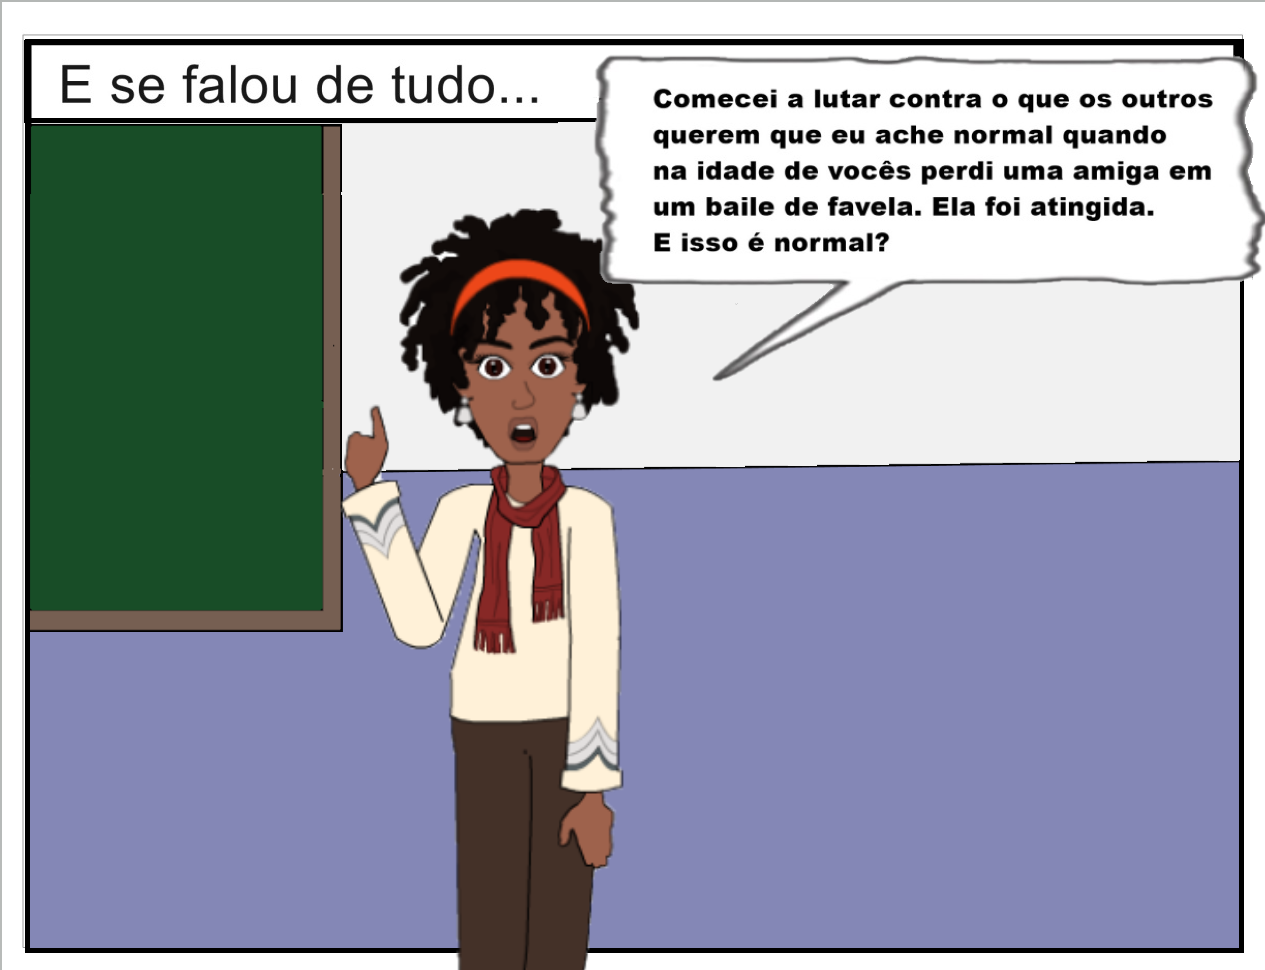 E se falou de tudo...
Comecei a lutar contra o que os outros
querem que eu ache normal quando
na idade de vocês perdi uma amiga em
um baile de favela. Ela foi atingida.
E isso é normal?